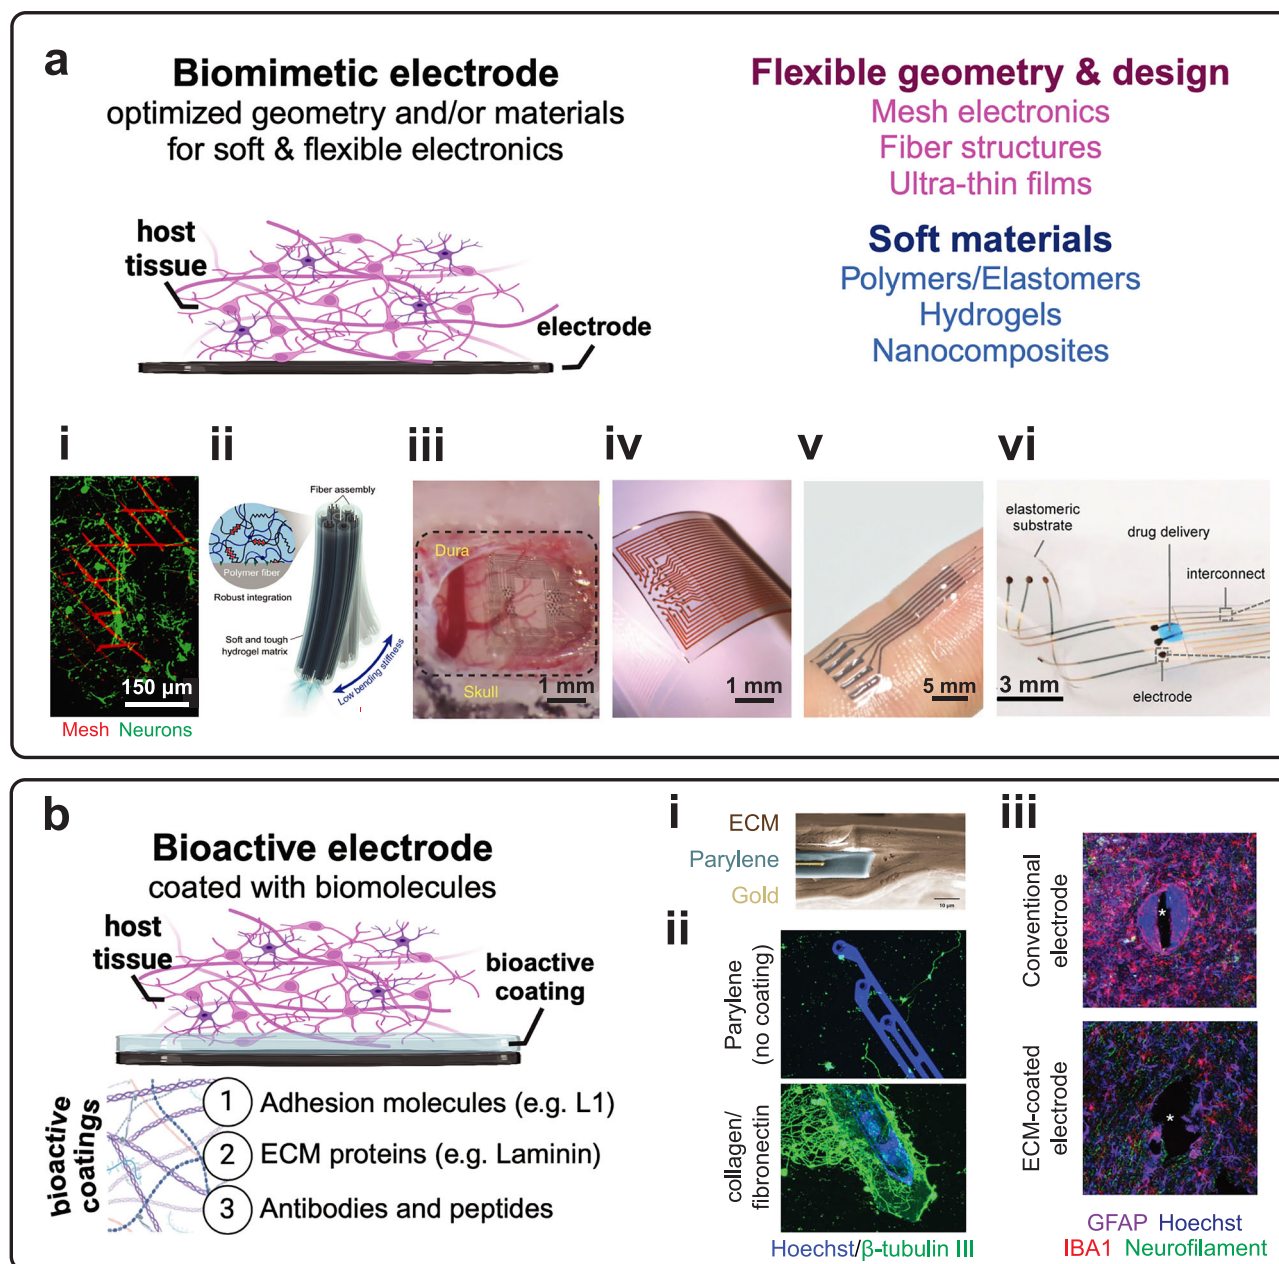 a
Biomimetic electrode
optimized geometry and/or materials
for soft & flexible electronics
Flexible geometry & design
Mesh electronics
Fiber structures
Ultra-thin films
Soft materials
Polymers/Elastomers
Hydrogels
Nanocomposites
host
tissue
electrode
i
150 µm
Mesh Neurons
ii
Fiber assembly
Polymer fiber
Robust integration
Soft and tough
hydrogel matrix
Low bending stiffness
iii
Dura
Skull
1 mm
iv
1 mm
v
5 mm
vi
elastomeric
substrate
drug delivery
interconnect
3 mm
electrode
b
Bioactive electrode
coated with biomolecules
host
tissue
bioactive
coating
bioactive
coatings
1 Adhesion molecules (e.g. L1)
2 ECM proteins (e.g. Laminin)
3 Antibodies and peptides
i
ECM
Parylene
Gold
10 µm
ii
Parylene
(no coating)
collagen/
fibronectin
Hoechst/β-tubulin III
iii
Conventional
electrode
*
ECM-coated
electrode
*
GFAP Hoechst
IBA1 Neurofilament